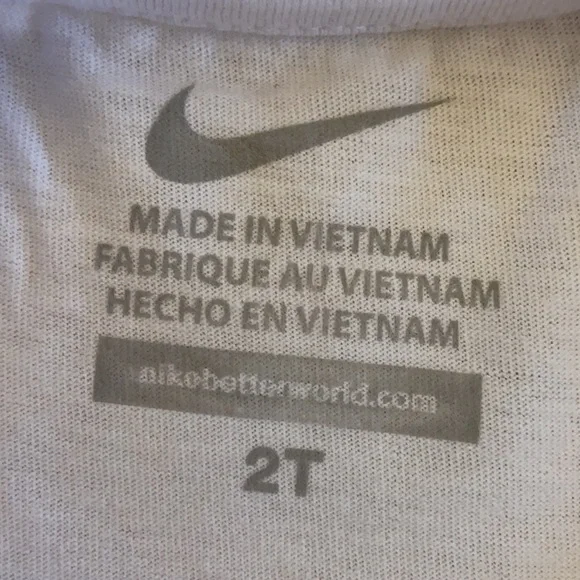 MADE IN VIETNAM
FABRIQUE AU VIETNAM
HECHO EN VIETNAM
nikebetterworld.com
2T